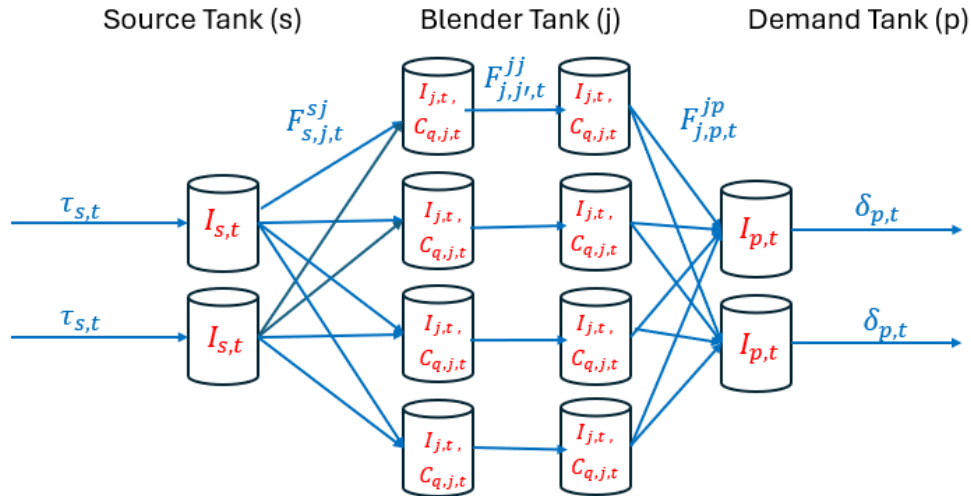 Source Tank (s) Blender Tank (j) Demand Tank (p)
I_{j,t} , F^{jj}_{j,j′,t} I_{j,t} ,
F^{sj}_{s,j,t} C_{q,j,t} C_{q,j,t} F^{jp}_{j,p,t}
τ_{s,t} I_{s,t} I_{j,t} , I_{j,t} , I_{p,t} δ_{p,t}
C_{q,j,t} C_{q,j,t}
τ_{s,t} I_{s,t} I_{j,t} , I_{j,t} , I_{p,t} δ_{p,t}
C_{q,j,t} C_{q,j,t}
I_{j,t} , I_{j,t} ,
C_{q,j,t} C_{q,j,t}